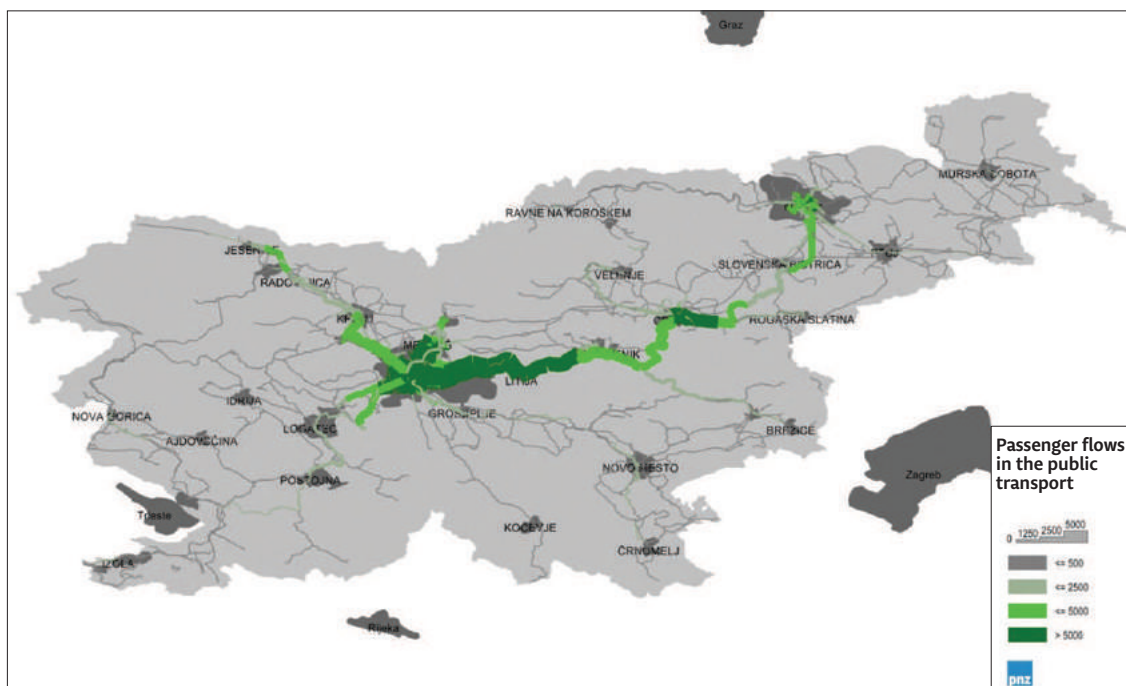 Graz
MURSKA SOBOTA
RAVNE NA KOROŠKEM
JESENICE
SLOVENSKA BISTRICA
VELENJE
RADOVLJICA
ROGAŠKA SLATINA
LITIJA
IDRIJA
GROSUPLJE
NOVA GORICA
LOGATEC
BREŽICE
AJDOVŠČINA
Passenger flows
in the public
transport
NOVO MESTO
POSTOJNA
Zagreb
Trieste
KOČEVJE
0 1250 2500 5000
ČRNOMELJ
IZOLA
<= 500
<= 2500
Rijeka
<= 5000
> 5000
pnz